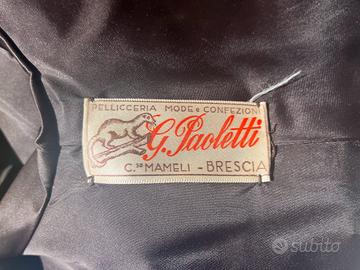 PELLICCERIA MODE e CONFEZIONI
G. Paoletti
C.so MAMELI - BRESCIA
subito